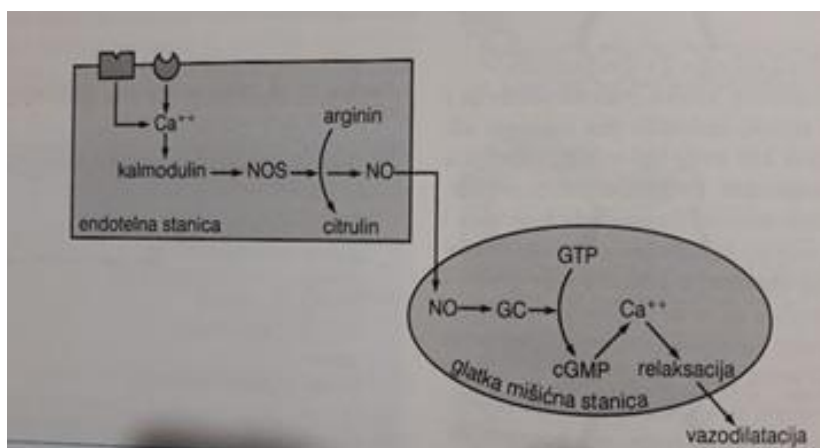 Ca⁺⁺
arginin
kalmodulin NOS NO
endotelna stanica
citrulin
GTP
NO GC Ca⁺⁺
cGMP relaksacija
glatka mišićna stanica
vazodilatacija